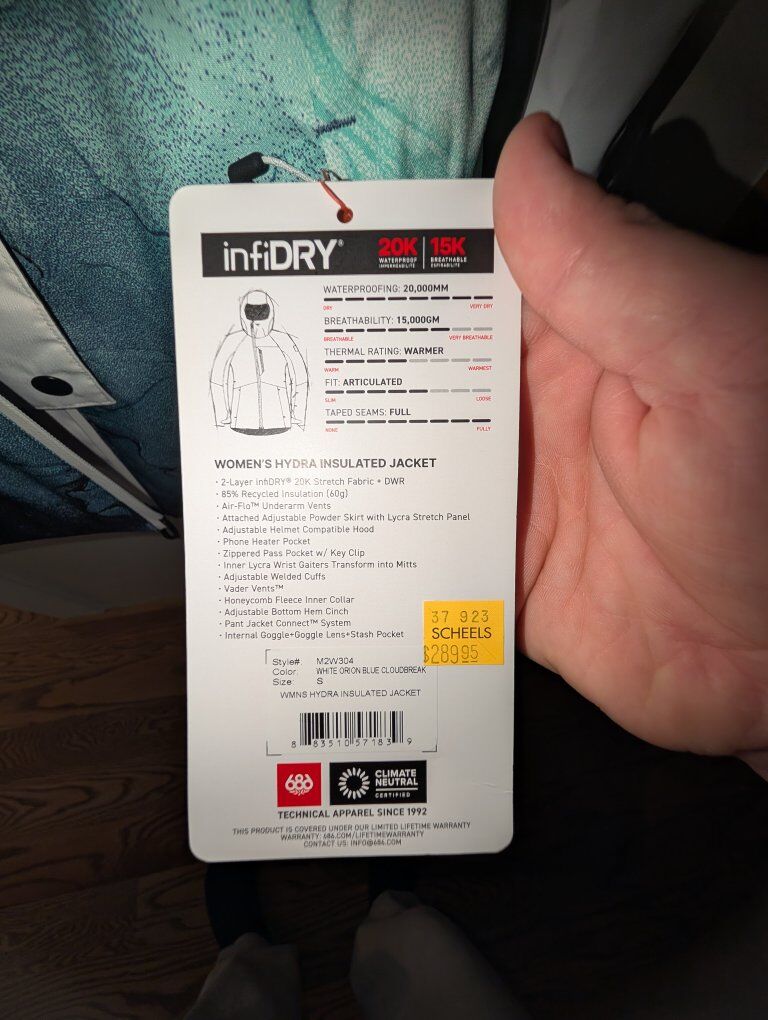 infiDRY®
20K
WATERPROOF
IMPERMÉABILITÉ
15K
BREATHABLE
RESPIRABILITÉ
WATERPROOFING: 20,000MM
DRY VERY DRY
BREATHABILITY: 15,000GM
BREATHABLE VERY BREATHABLE
THERMAL RATING: WARMER
WARM WARMEST
FIT: ARTICULATED
SLIM LOOSE
TAPED SEAMS: FULL
NONE FULLY
WOMEN'S HYDRA INSULATED JACKET
· 2-Layer infiDRY® 20K Stretch Fabric + DWR
· 85% Recycled Insulation (60g)
· Air-Flo™ Underarm Vents
· Attached Adjustable Powder Skirt with Lycra Stretch Panel
· Adjustable Helmet Compatible Hood
· Phone Heater Pocket
· Zippered Pass Pocket w/ Key Clip
· Inner Lycra Wrist Gaiters Transform into Mitts
· Adjustable Welded Cuffs
· Vader Vents™
· Honeycomb Fleece Inner Collar
· Adjustable Bottom Hem Cinch
· Pant Jacket Connect™ System
· Internal Goggle+Goggle Lens+Stash Pocket
37 923
SCHEELS
$289.95
Style#: M2W304
Color: WHITE ORION BLUE CLOUDBREAK
Size: S
WMNS HYDRA INSULATED JACKET
8 83510 57183 9
686
CLIMATE
NEUTRAL
CERTIFIED
TECHNICAL APPAREL SINCE 1992
THIS PRODUCT IS COVERED UNDER OUR LIMITED LIFETIME WARRANTY
WARRANTY: 686.COM/LIFETIMEWARRANTY
CONTACT US: INFO@686.COM